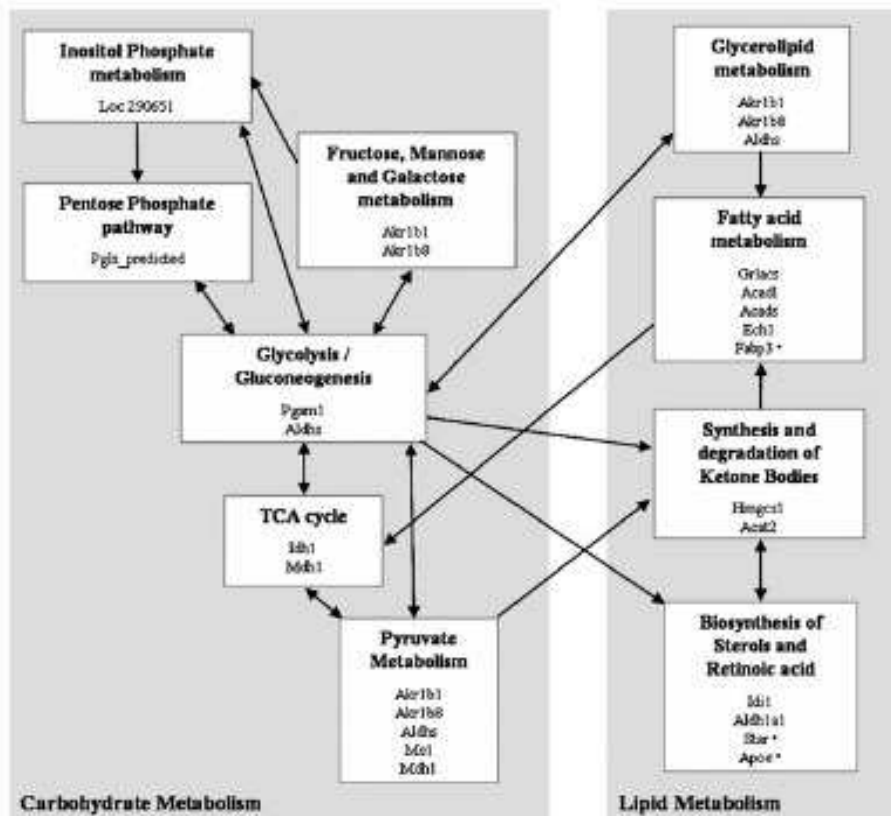 Inositol Phosphate
metabolism
Loc 290651
Pentose Phosphate
pathway
Pgls_predicted
Fructose, Mannose
and Galactose
metabolism
Akr1b1
Akr1b8
Glycolysis /
Gluconeogenesis
Pgam1
Aldhs
TCA cycle
Idh1
Mdh1
Pyruvate
Metabolism
Akr1b1
Akr1b8
Aldhs
Me1
Mdh1
Carbohydrate Metabolism
Glycerolipid
metabolism
Akr1b1
Akr1b8
Aldhs
Fatty acid
metabolism
Acadl
Acads
Ech1
Fabp3 *
Synthesis and
degradation of
Ketone Bodies
Hmgcs1
Acat2
Biosynthesis of
Sterols and
Retinoic acid
Idi1
Aldh1a1
Star *
Apoe *
Lipid Metabolism